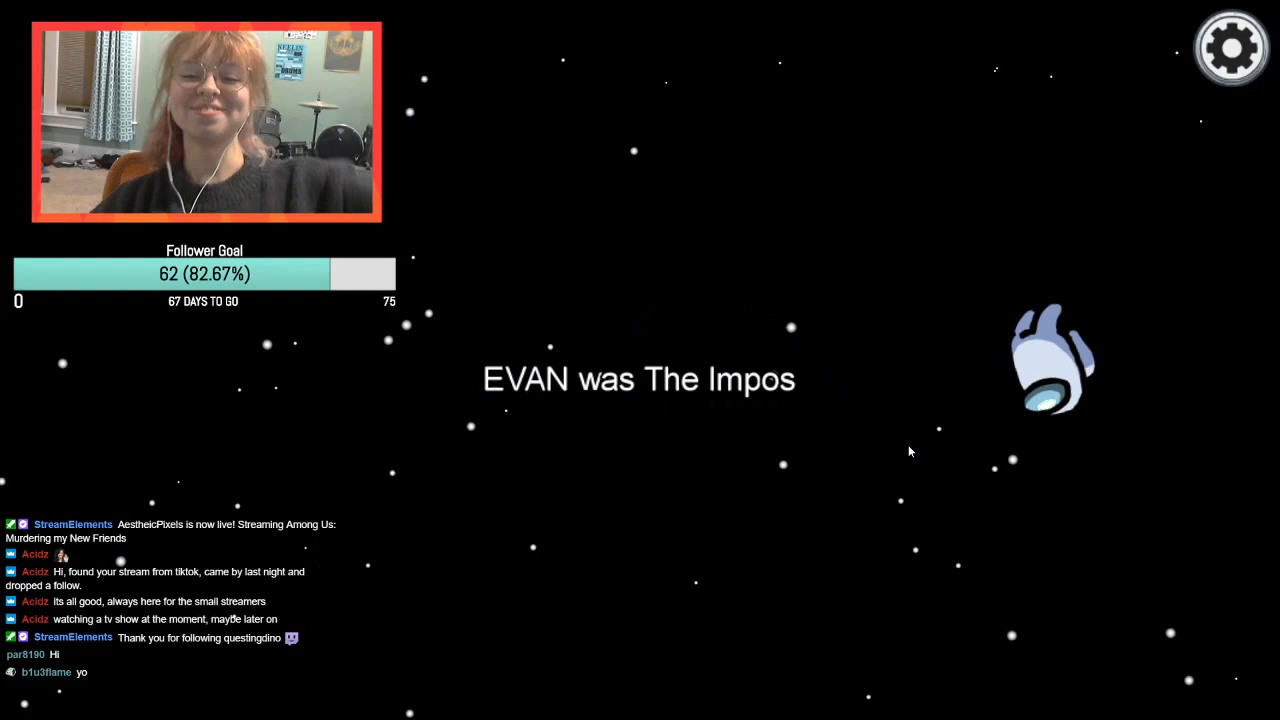 KEELIN
DRUMS
Follower Goal
62 (82.67%)
0
67 DAYS TO GO
75
EVAN was The Impos
StreamElements AestheicPixels is now live! Streaming Among Us:
Murdering my New Friends
Acidz
Acidz Hi, found your stream from tiktok, came by last night and
dropped a follow.
Acidz its all good, always here for the small streamers
Acidz watching a tv show at the moment, maybe later on
StreamElements Thank you for following questingdino
par8190 Hi
b1u3flame yo